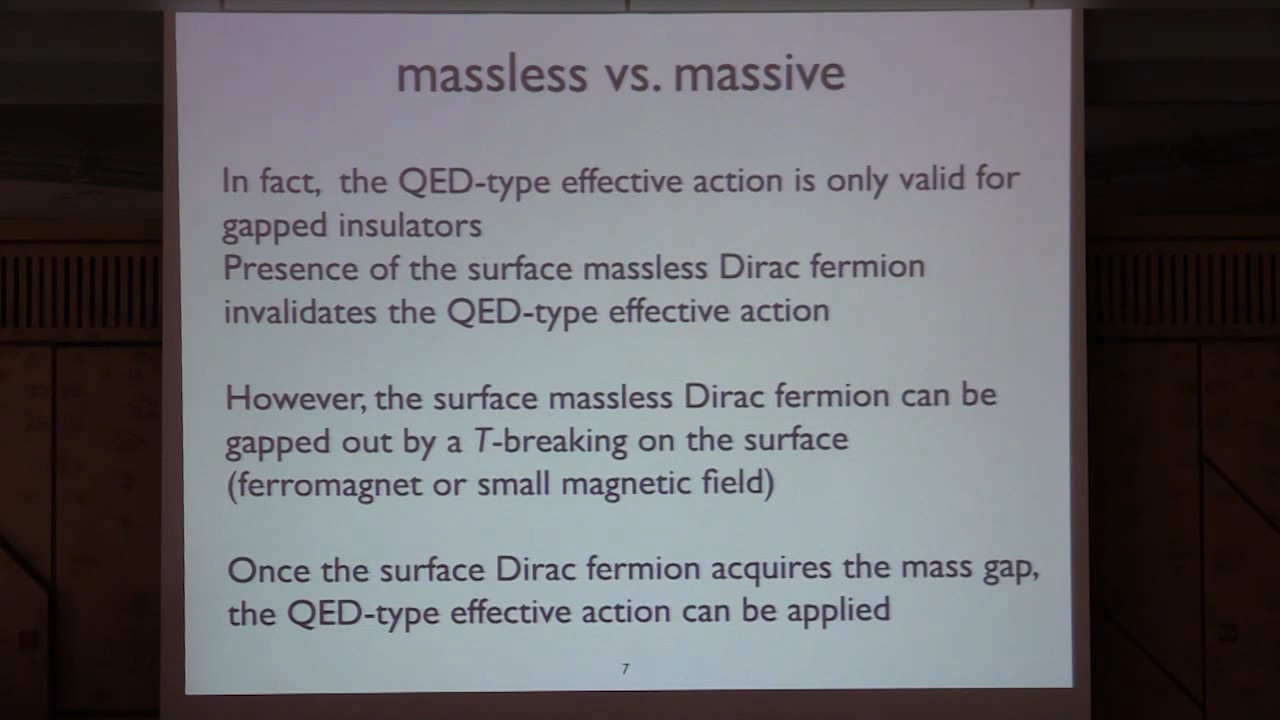 massless vs. massive
In fact, the QED-type effective action is only valid for
gapped insulators
Presence of the surface massless Dirac fermion
invalidates the QED-type effective action
However, the surface massless Dirac fermion can be
gapped out by a T-breaking on the surface
(ferromagnet or small magnetic field)
Once the surface Dirac fermion acquires the mass gap,
the QED-type effective action can be applied
7